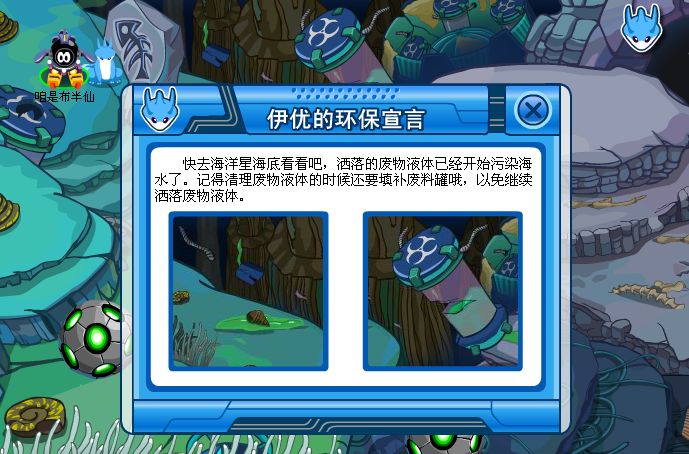 咱是布半仙
伊优的环保宣言
快去海洋星海底看看吧，洒落的废物液体已经开始污染海
水了。记得清理废物液体的时候还要填补废料罐哦，以免继续
洒落废物液体。